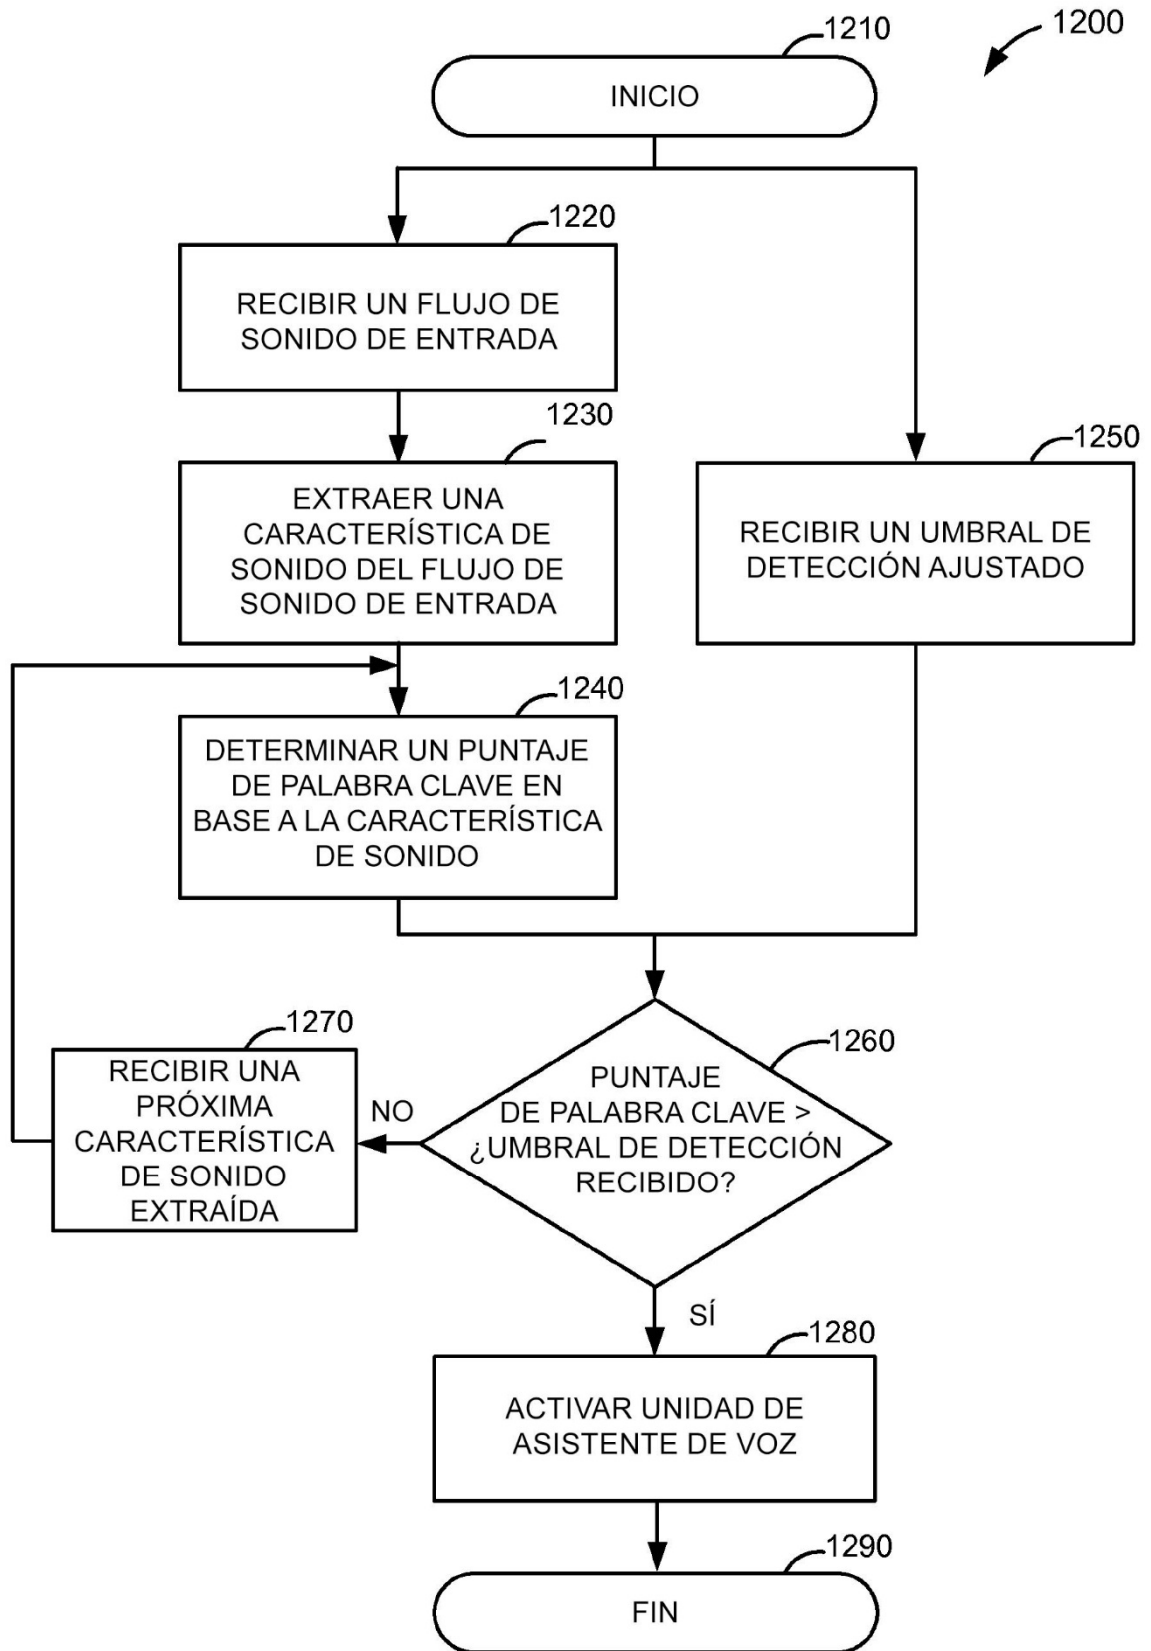 1200
1210
INICIO
1220
RECIBIR UN FLUJO DE
SONIDO DE ENTRADA
1230
EXTRAER UNA
CARACTERÍSTICA DE
SONIDO DEL FLUJO DE
SONIDO DE ENTRADA
1250
RECIBIR UN UMBRAL DE
DETECCIÓN AJUSTADO
1240
DETERMINAR UN PUNTAJE
DE PALABRA CLAVE EN
BASE A LA CARACTERÍSTICA
DE SONIDO
1260
PUNTAJE
DE PALABRA CLAVE >
¿UMBRAL DE DETECCIÓN
RECIBIDO?
NO
1270
RECIBIR UNA
PRÓXIMA
CARACTERÍSTICA
DE SONIDO
EXTRAÍDA
SÍ
1280
ACTIVAR UNIDAD DE
ASISTENTE DE VOZ
1290
FIN